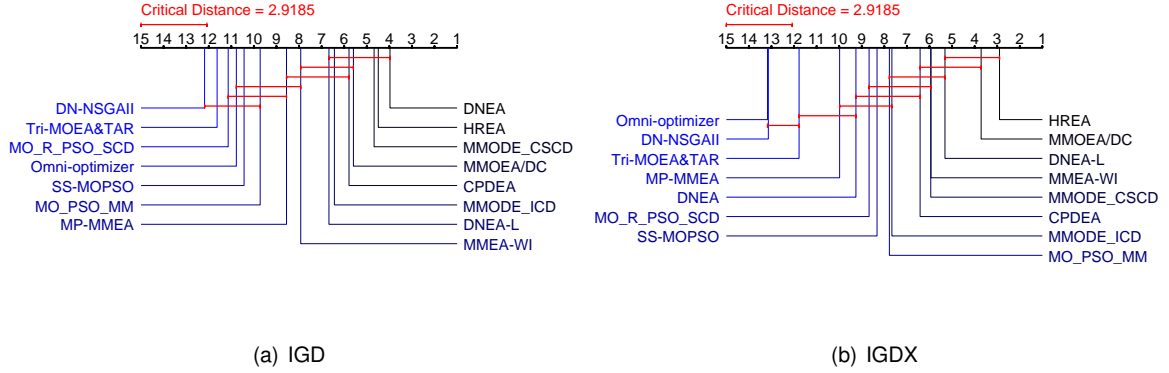 Critical Distance = 2.9185
15 14 13 12 11 10 9 8 7 6 5 4 3 2 1
DN-NSGAII
Tri-MOEA&TAR
MO_R_PSO_SCD
Omni-optimizer
SS-MOPSO
MO_PSO_MM
MP-MMEA
DNEA
HREA
MMODE_CSCD
MMOEA/DC
CPDEA
MMODE_ICD
DNEA-L
MMEA-WI
(a) IGD
Critical Distance = 2.9185
15 14 13 12 11 10 9 8 7 6 5 4 3 2 1
Omni-optimizer
DN-NSGAII
Tri-MOEA&TAR
MP-MMEA
DNEA
MO_R_PSO_SCD
SS-MOPSO
HREA
MMOEA/DC
DNEA-L
MMEA-WI
MMODE_CSCD
CPDEA
MMODE_ICD
MO_PSO_MM
(b) IGDX